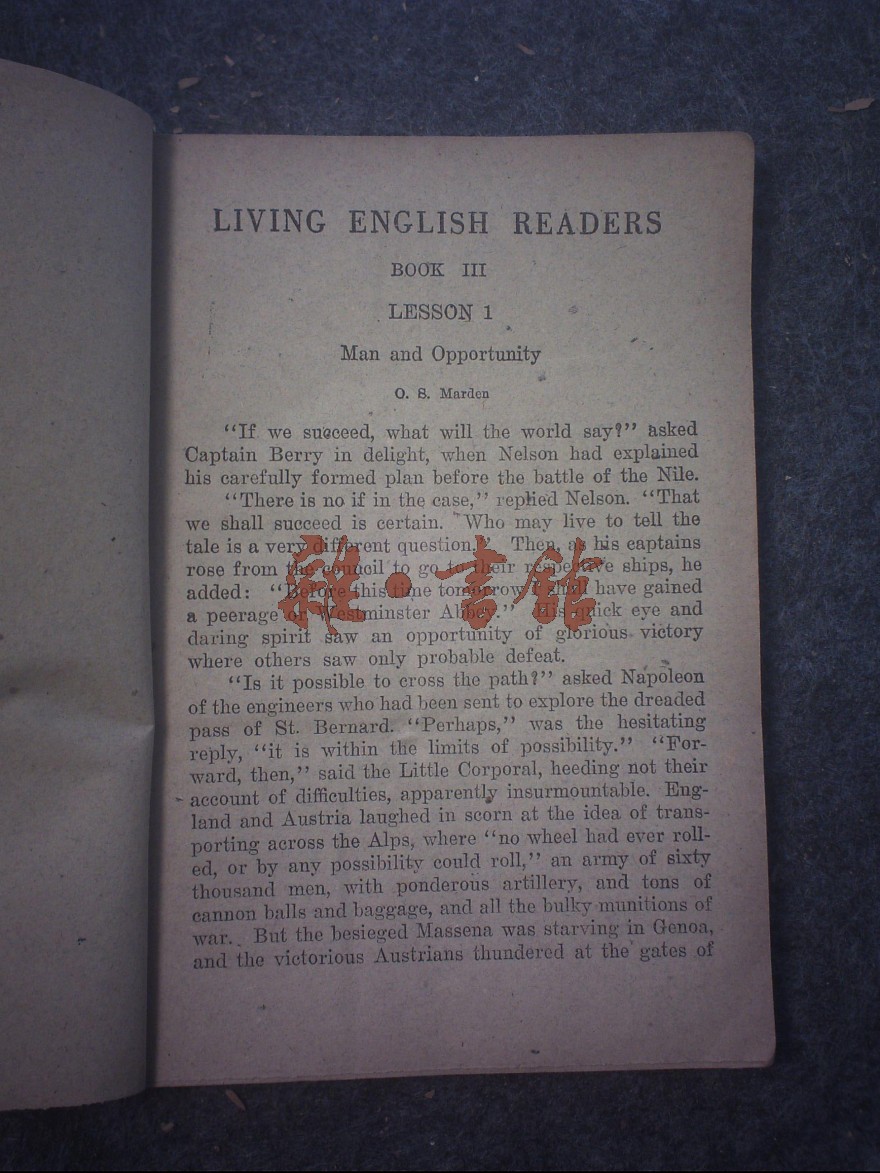 LIVING ENGLISH READERS
BOOK III
LESSON 1
Man and Opportunity
O. S. Marden
“If we succeed, what will the world say?” asked
Captain Berry in delight, when Nelson had explained
his carefully formed plan before the battle of the Nile.
“There is no if in the case,” replied Nelson. “That
we shall succeed is certain. Who may live to tell the
tale is a very different question.” Then, as his captains
rose from the council to go to their respective ships, he
added: “Before this time tomorrow I shall have gained
a peerage or Westminster Abbey.” His quick eye and
daring spirit saw an opportunity of glorious victory
where others saw only probable defeat.
“Is it possible to cross the path?” asked Napoleon
of the engineers who had been sent to explore the dreaded
pass of St. Bernard. “Perhaps,” was the hesitating
reply, “it is within the limits of possibility.” “For-
ward, then,” said the Little Corporal, heeding not their
account of difficulties, apparently insurmountable. Eng-
land and Austria laughed in scorn at the idea of trans-
porting across the Alps, where “no wheel had ever roll-
ed, or by any possibility could roll,” an army of sixty
thousand men, with ponderous artillery, and tons of
cannon balls and baggage, and all the bulky munitions of
war. But the besieged Massena was starving in Genoa,
and the victorious Austrians thundered at the gates of
书馆